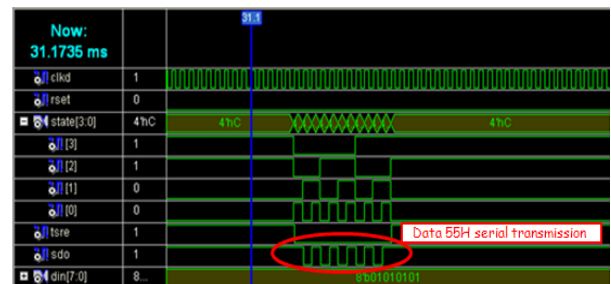 Now:
31.1735 ms
31.1
clkd 1
rset 0
state[3:0] 4'hC 4'hC 4'hC
[3] 1
[2] 1
[1] 0
[0] 0
tsre 1 Data 55H serial transmission
sdo 1
din[7:0] 8... 8'b01010101